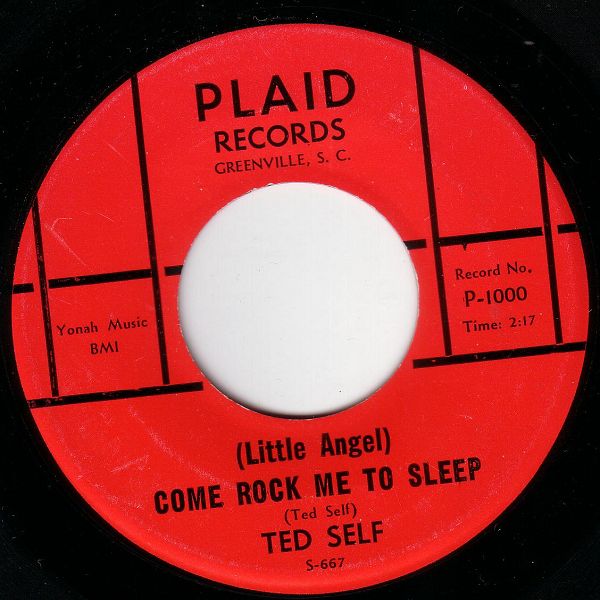 PLAID
RECORDS
GREENVILLE, S. C.
Yonah Music
BMI
Record No.
P-1000
Time: 2:17
(Little Angel)
COME ROCK ME TO SLEEP
(Ted Self)
TED SELF
S-667